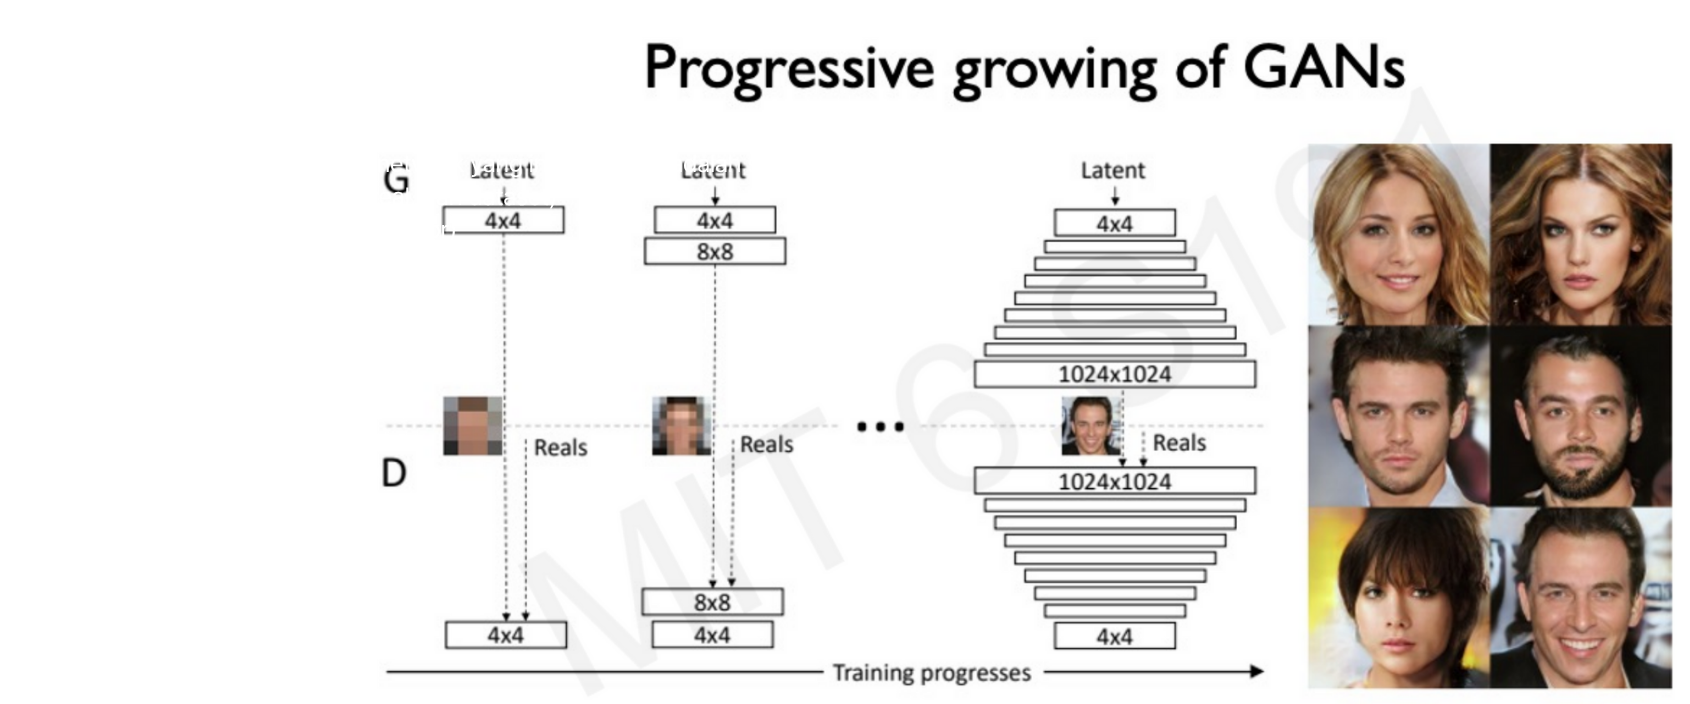 Progressive growing of GANs
G
Latent
Latent
Latent
4x4
4x4
4x4
8x8
1024x1024
Reals
Reals
Reals
D
1024x1024
8x8
4x4
4x4
4x4
Training progresses
MIT 6.S191